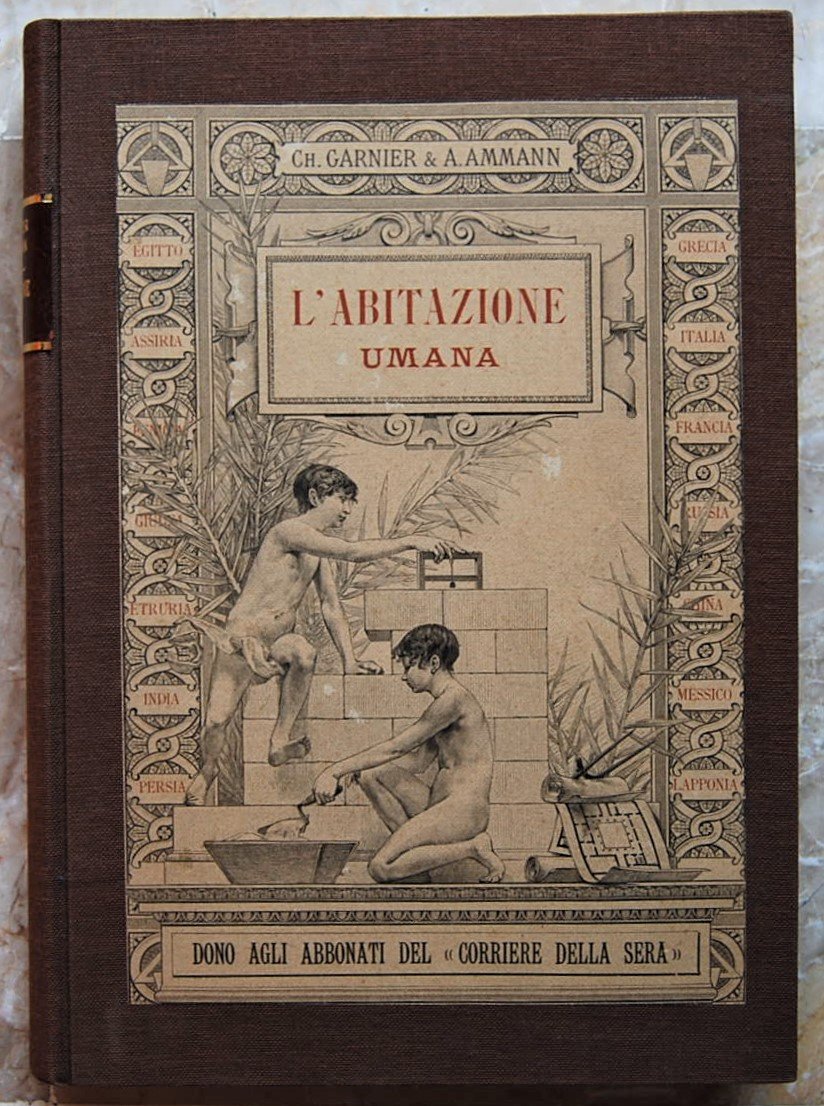 CH. GARNIER & A. AMMANN
L'ABITAZIONE
UMANA
EGITTO
ASSIRIA
ETRURIA
INDIA
PERSIA
GRECIA
ITALIA
FRANCIA
RUSSIA
MESSICO
LAPPONIA
DONO AGLI ABBONATI DEL « CORRIERE DELLA SERA »